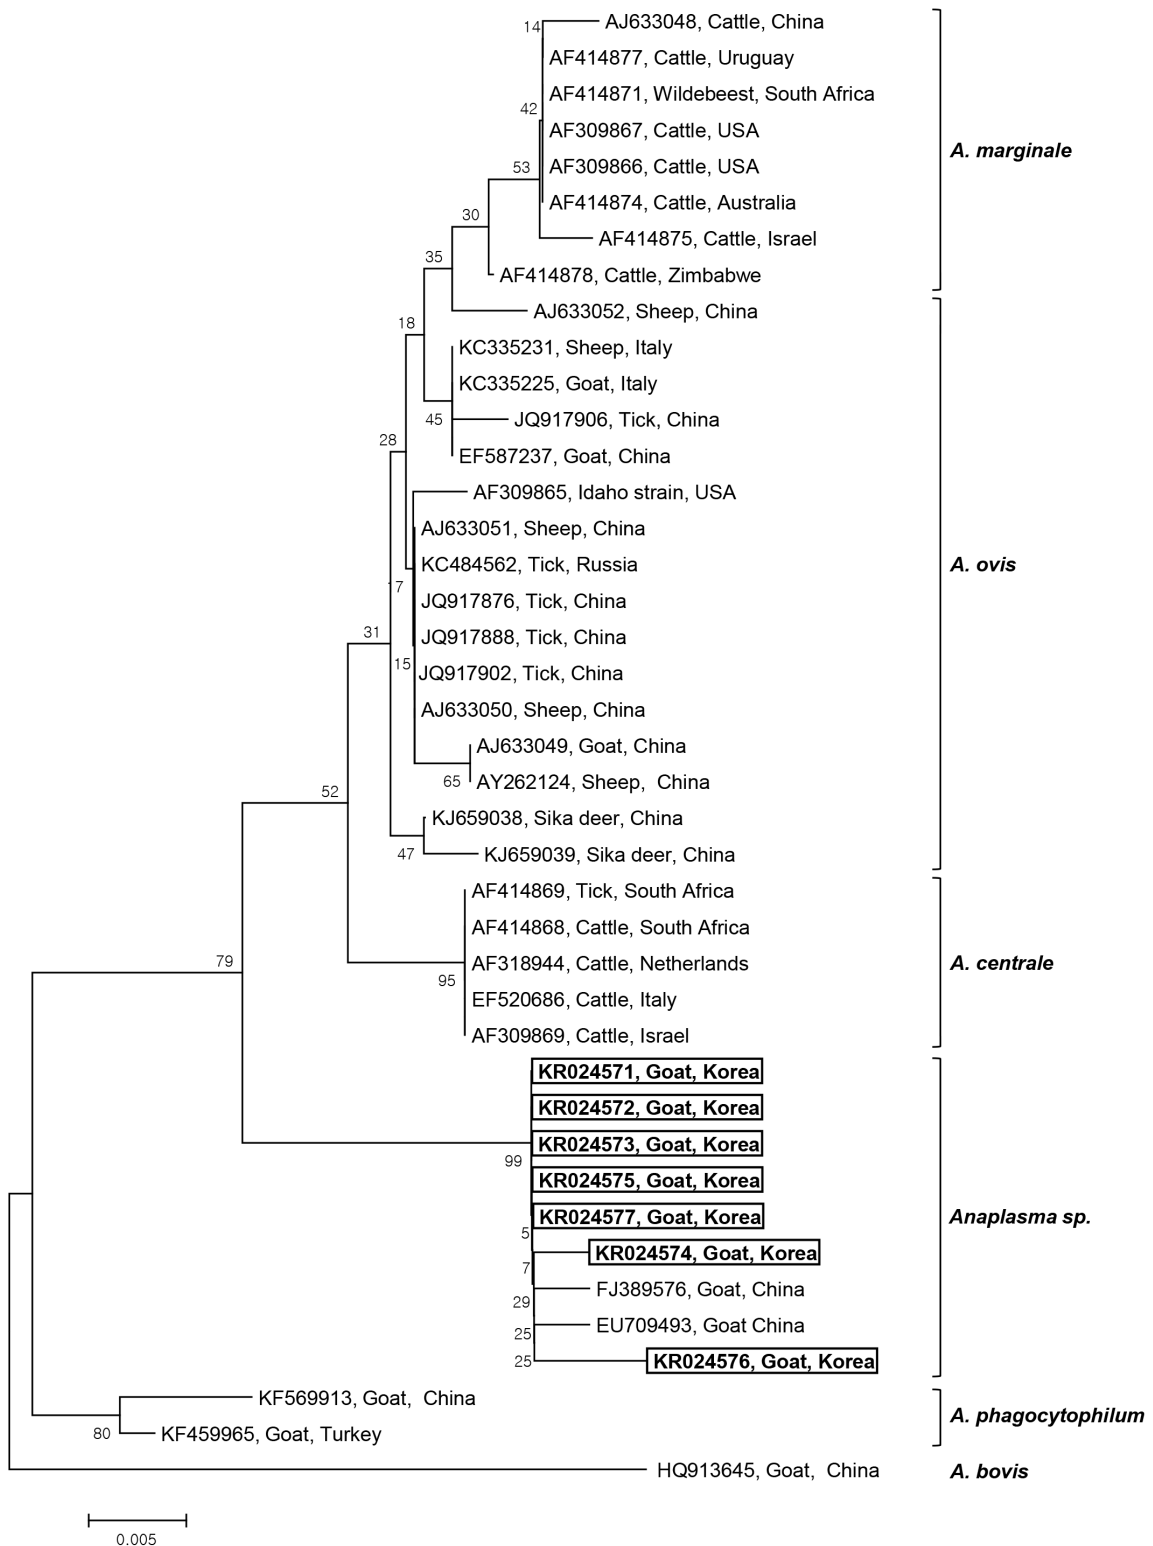 14
AJ633048, Cattle, China
AF414877, Cattle, Uruguay
AF414871, Wildebeest, South Africa
42
AF309867, Cattle, USA
A. marginale
53
AF309866, Cattle, USA
AF414874, Cattle, Australia
30
AF414875, Cattle, Israel
35
AF414878, Cattle, Zimbabwe
AJ633052, Sheep, China
18
KC335231, Sheep, Italy
KC335225, Goat, Italy
45
JQ917906, Tick, China
28
EF587237, Goat, China
AF309865, Idaho strain, USA
AJ633051, Sheep, China
KC484562, Tick, Russia
A. ovis
7
JQ917876, Tick, China
31
JQ917888, Tick, China
15
JQ917902, Tick, China
AJ633050, Sheep, China
AJ633049, Goat, China
65
AY262124, Sheep, China
52
KJ659038, Sika deer, China
47
KJ659039, Sika deer, China
AF414869, Tick, South Africa
AF414868, Cattle, South Africa
79
AF318944, Cattle, Netherlands
A. centrale
95
EF520686, Cattle, Italy
AF309869, Cattle, Israel
KR024571, Goat, Korea
KR024572, Goat, Korea
KR024573, Goat, Korea
99
KR024575, Goat, Korea
KR024577, Goat, Korea
Anaplasma sp.
5
KR024574, Goat, Korea
7
FJ389576, Goat, China
29
EU709493, Goat China
25
25
KR024576, Goat, Korea
KF569913, Goat, China
A. phagocytophilum
80
KF459965, Goat, Turkey
HQ913645, Goat, China
A. bovis
0.005